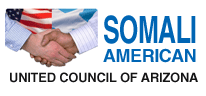 SOMALI
AMERICAN
UNITED COUNCIL OF ARIZONA